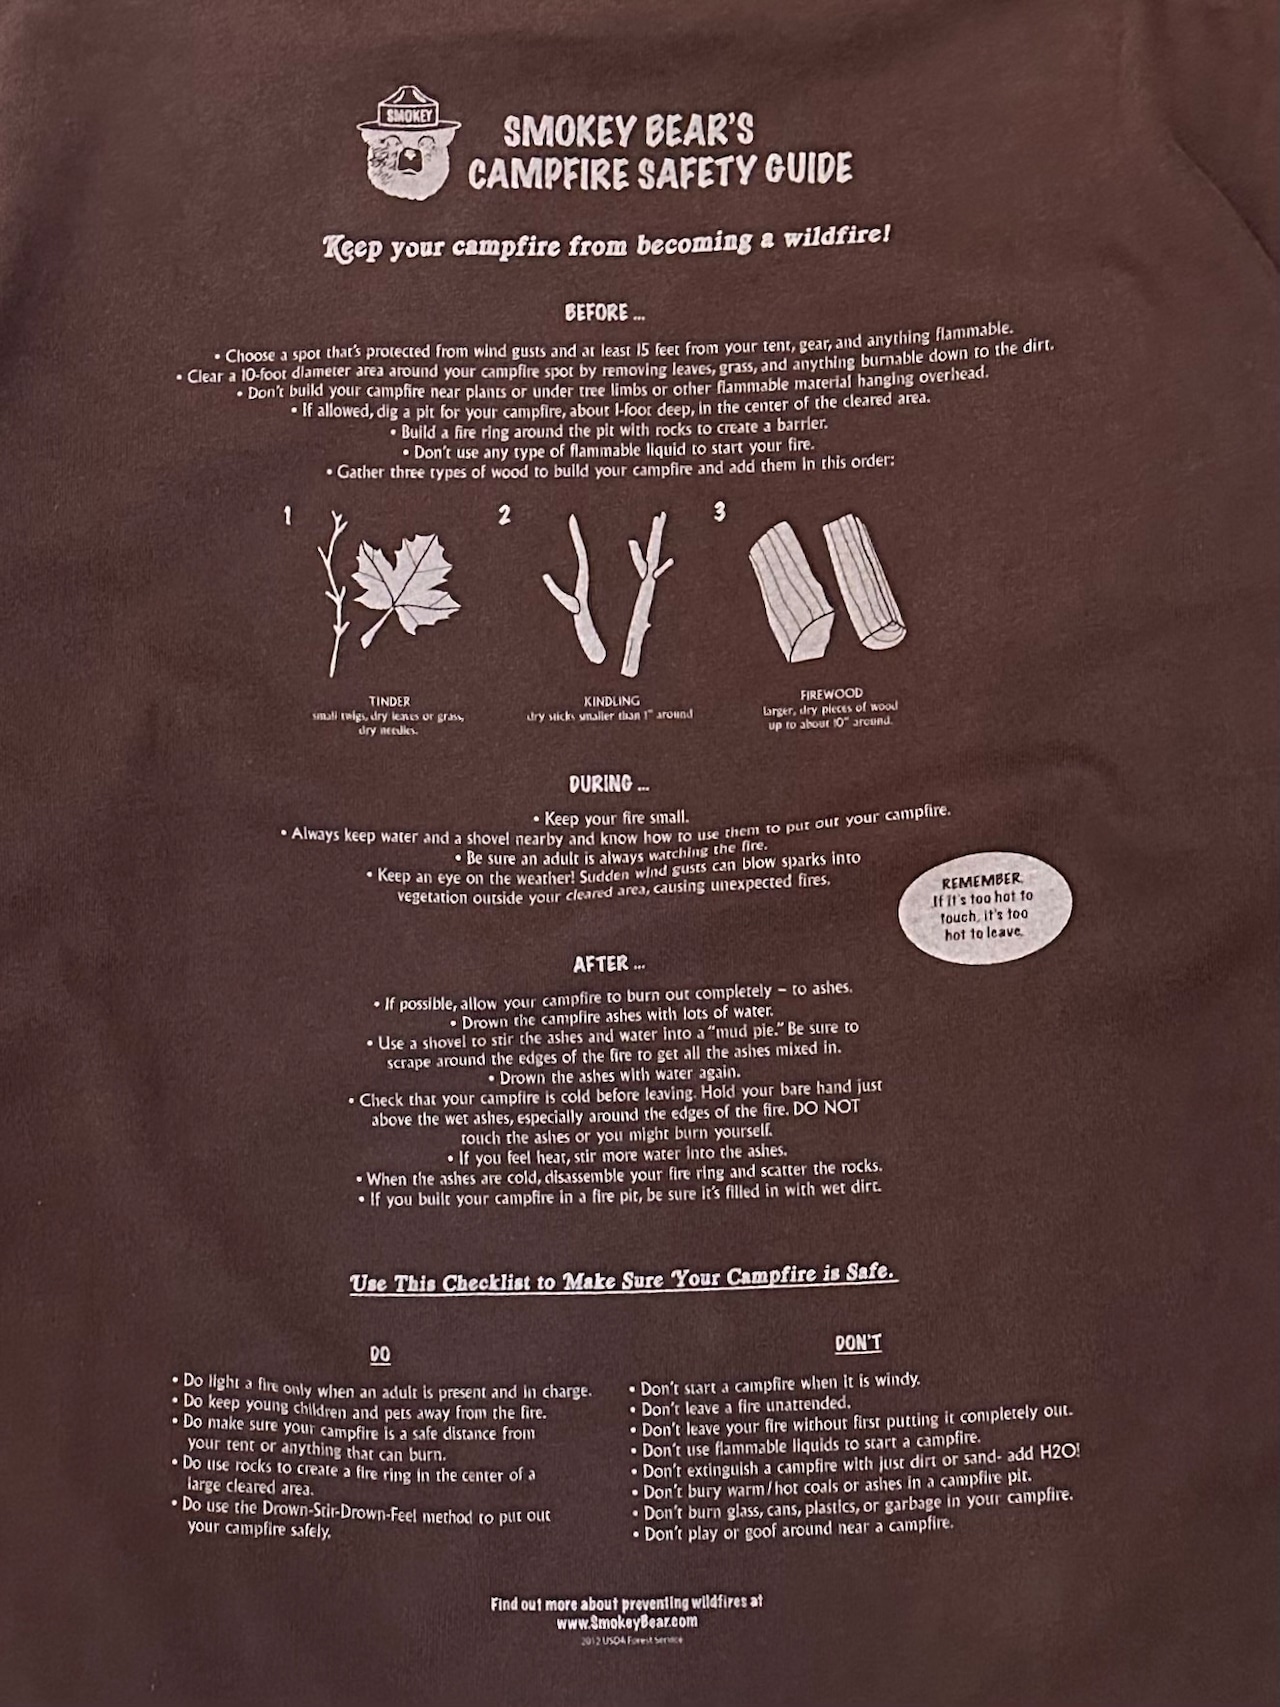 SMOKEY
SMOKEY BEAR'S
CAMPFIRE SAFETY GUIDE
Keep your campfire from becoming a wildfire!
BEFORE ...
• Choose a spot that's protected from wind gusts and at least 15 feet from your tent, gear, and anything flammable.
• Clear a 10-foot diameter area around your campfire spot by removing leaves, grass, and anything burnable down to the dirt.
• Don't build your campfire near plants or under tree limbs or other flammable material hanging overhead.
• If allowed, dig a pit for your campfire, about 1-foot deep, in the center of the cleared area.
• Build a fire ring around the pit with rocks to create a barrier.
• Don't use any type of flammable liquid to start your fire.
• Gather three types of wood to build your campfire and add them in this order:
1
TINDER
small twigs, dry leaves or grass,
dry needles.
2
KINDLING
dry sticks smaller than 1" around
3
FIREWOOD
larger, dry pieces of wood
up to about 10" around.
DURING ...
• Keep your fire small.
• Always keep water and a shovel nearby and know how to use them to put out your campfire.
• Be sure an adult is always watching the fire.
• Keep an eye on the weather! Sudden wind gusts can blow sparks into
vegetation outside your cleared area, causing unexpected fires.
REMEMBER,
If it's too hot to
touch, it's too
hot to leave.
AFTER ...
• If possible, allow your campfire to burn out completely – to ashes.
• Drown the campfire ashes with lots of water.
• Use a shovel to stir the ashes and water into a "mud pie." Be sure to
scrape around the edges of the fire to get all the ashes mixed in.
• Drown the ashes with water again.
• Check that your campfire is cold before leaving. Hold your bare hand just
above the wet ashes, especially around the edges of the fire. DO NOT
touch the ashes or you might burn yourself.
• If you feel heat, stir more water into the ashes.
• When the ashes are cold, disassemble your fire ring and scatter the rocks.
• If you built your campfire in a fire pit, be sure it's filled in with wet dirt.
Use This Checklist to Make Sure Your Campfire is Safe.
DO
• Do light a fire only when an adult is present and in charge.
• Do keep young children and pets away from the fire.
• Do make sure your campfire is a safe distance from
your tent or anything that can burn.
• Do use rocks to create a fire ring in the center of a
large cleared area.
• Do use the Drown-Stir-Drown-Feel method to put out
your campfire safely.
DON'T
• Don't start a campfire when it is windy.
• Don't leave a fire unattended.
• Don't leave your fire without first putting it completely out.
• Don't use flammable liquids to start a campfire.
• Don't extinguish a campfire with just dirt or sand- add H2O!
• Don't bury warm/hot coals or ashes in a campfire pit.
• Don't burn glass, cans, plastics, or garbage in your campfire.
• Don't play or goof around near a campfire.
Find out more about preventing wildfires at
www.SmokeyBear.com
2012 USDA Forest Service